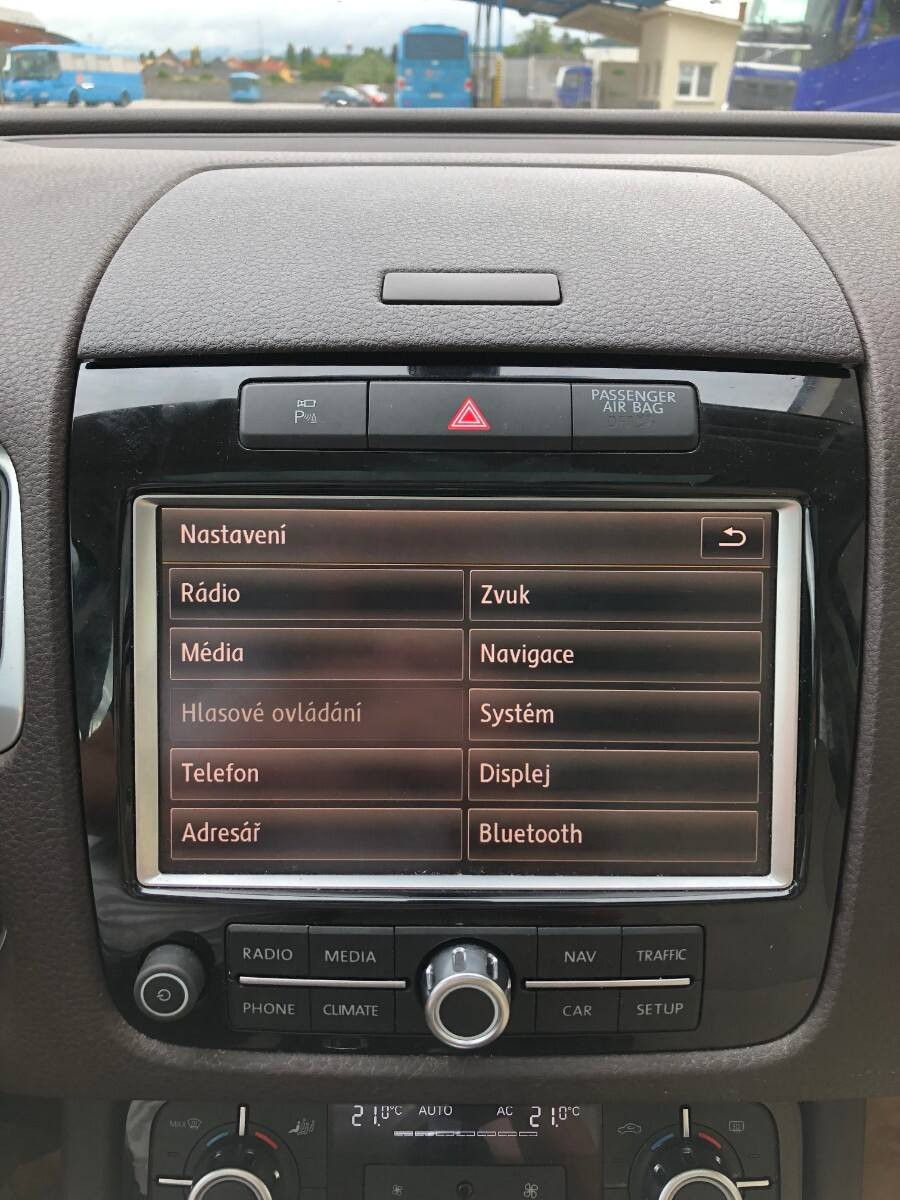 P
PASSENGER
AIR BAG
Nastavení
Rádio
Zvuk
Média
Navigace
Hlasové ovládání
Systém
Telefon
Displej
Adresář
Bluetooth
RADIO MEDIA NAV TRAFFIC
PHONE CLIMATE CAR SETUP
MAX 21.0°C AUTO AC 21.0°C